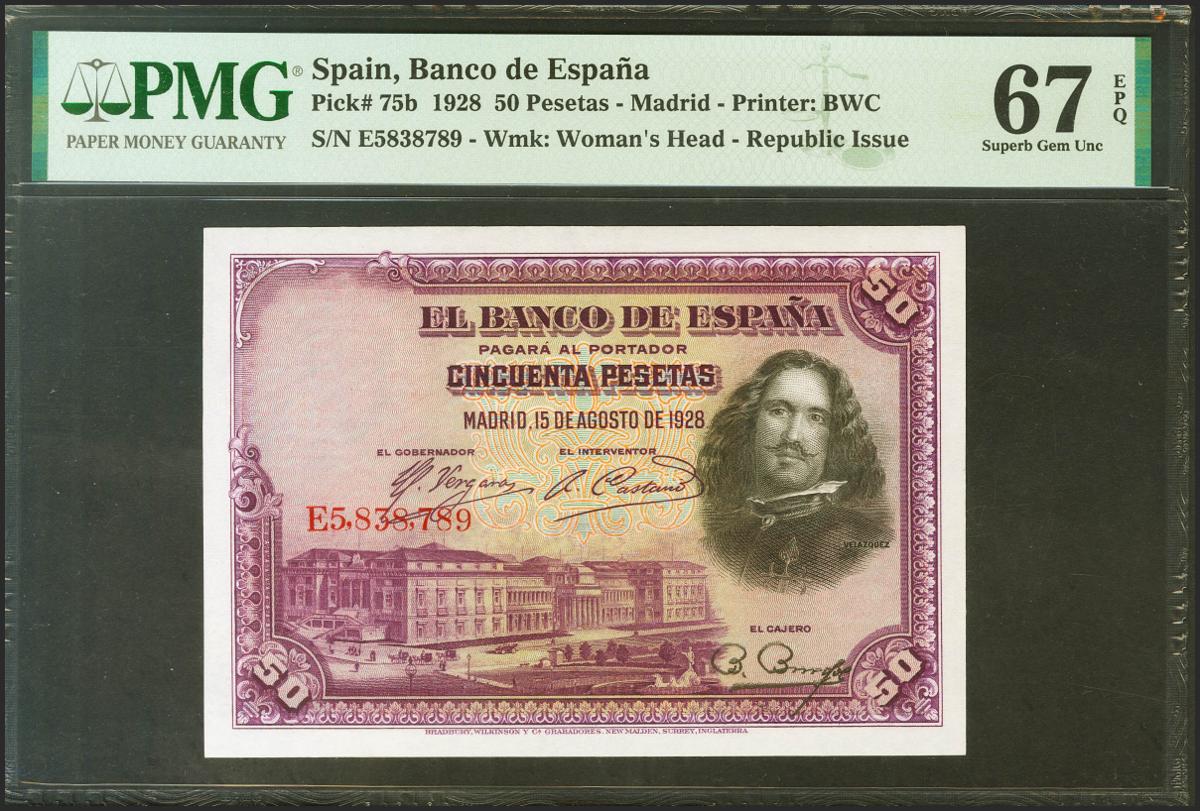 PMG®
PAPER MONEY GUARANTY
Spain, Banco de España
Pick# 75b 1928 50 Pesetas - Madrid - Printer: BWC
S/N E5838789 - Wmk: Woman's Head - Republic Issue
67
EPQ
Superb Gem Unc
50
EL BANCO DE ESPAÑA
PAGARÁ AL PORTADOR
CINCUENTA PESETAS
MADRID, 15 DE AGOSTO DE 1928
EL GOBERNADOR EL INTERVENTOR
E5,838,789
VELAZQUEZ
EL CAJERO
50 50
BRADBURY, WILKINSON Y Cª GRABADORES. NEW MALDEN, SURREY, INGLATERRA